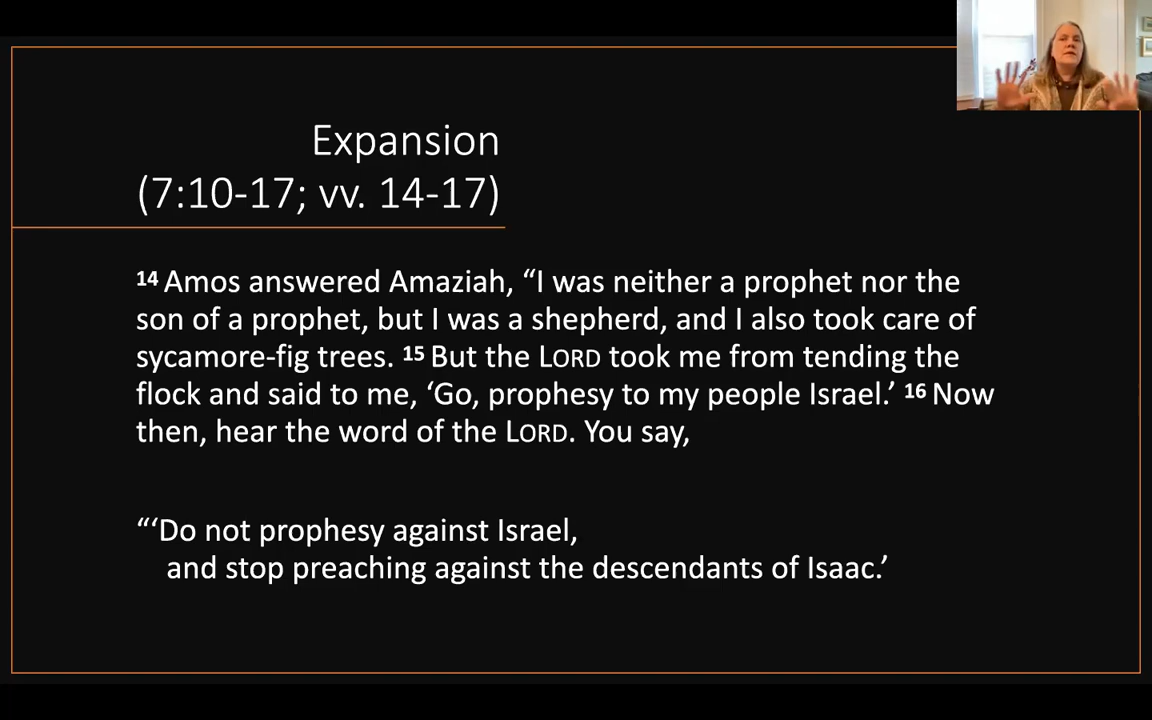 Expansion
(7:10-17; vv. 14-17)
14 Amos answered Amaziah, “I was neither a prophet nor the
son of a prophet, but I was a shepherd, and I also took care of
sycamore-fig trees. 15 But the LORD took me from tending the
flock and said to me, ‘Go, prophesy to my people Israel.’ 16 Now
then, hear the word of the LORD. You say,
“‘Do not prophesy against Israel,
and stop preaching against the descendants of Isaac.’